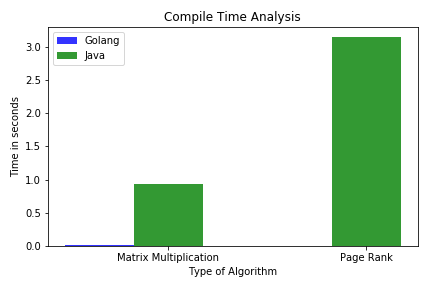 Compile Time Analysis
Golang
Java
3.0
2.5
2.0
1.5
1.0
0.5
0.0
Time in seconds
Matrix Multiplication
Page Rank
Type of Algorithm